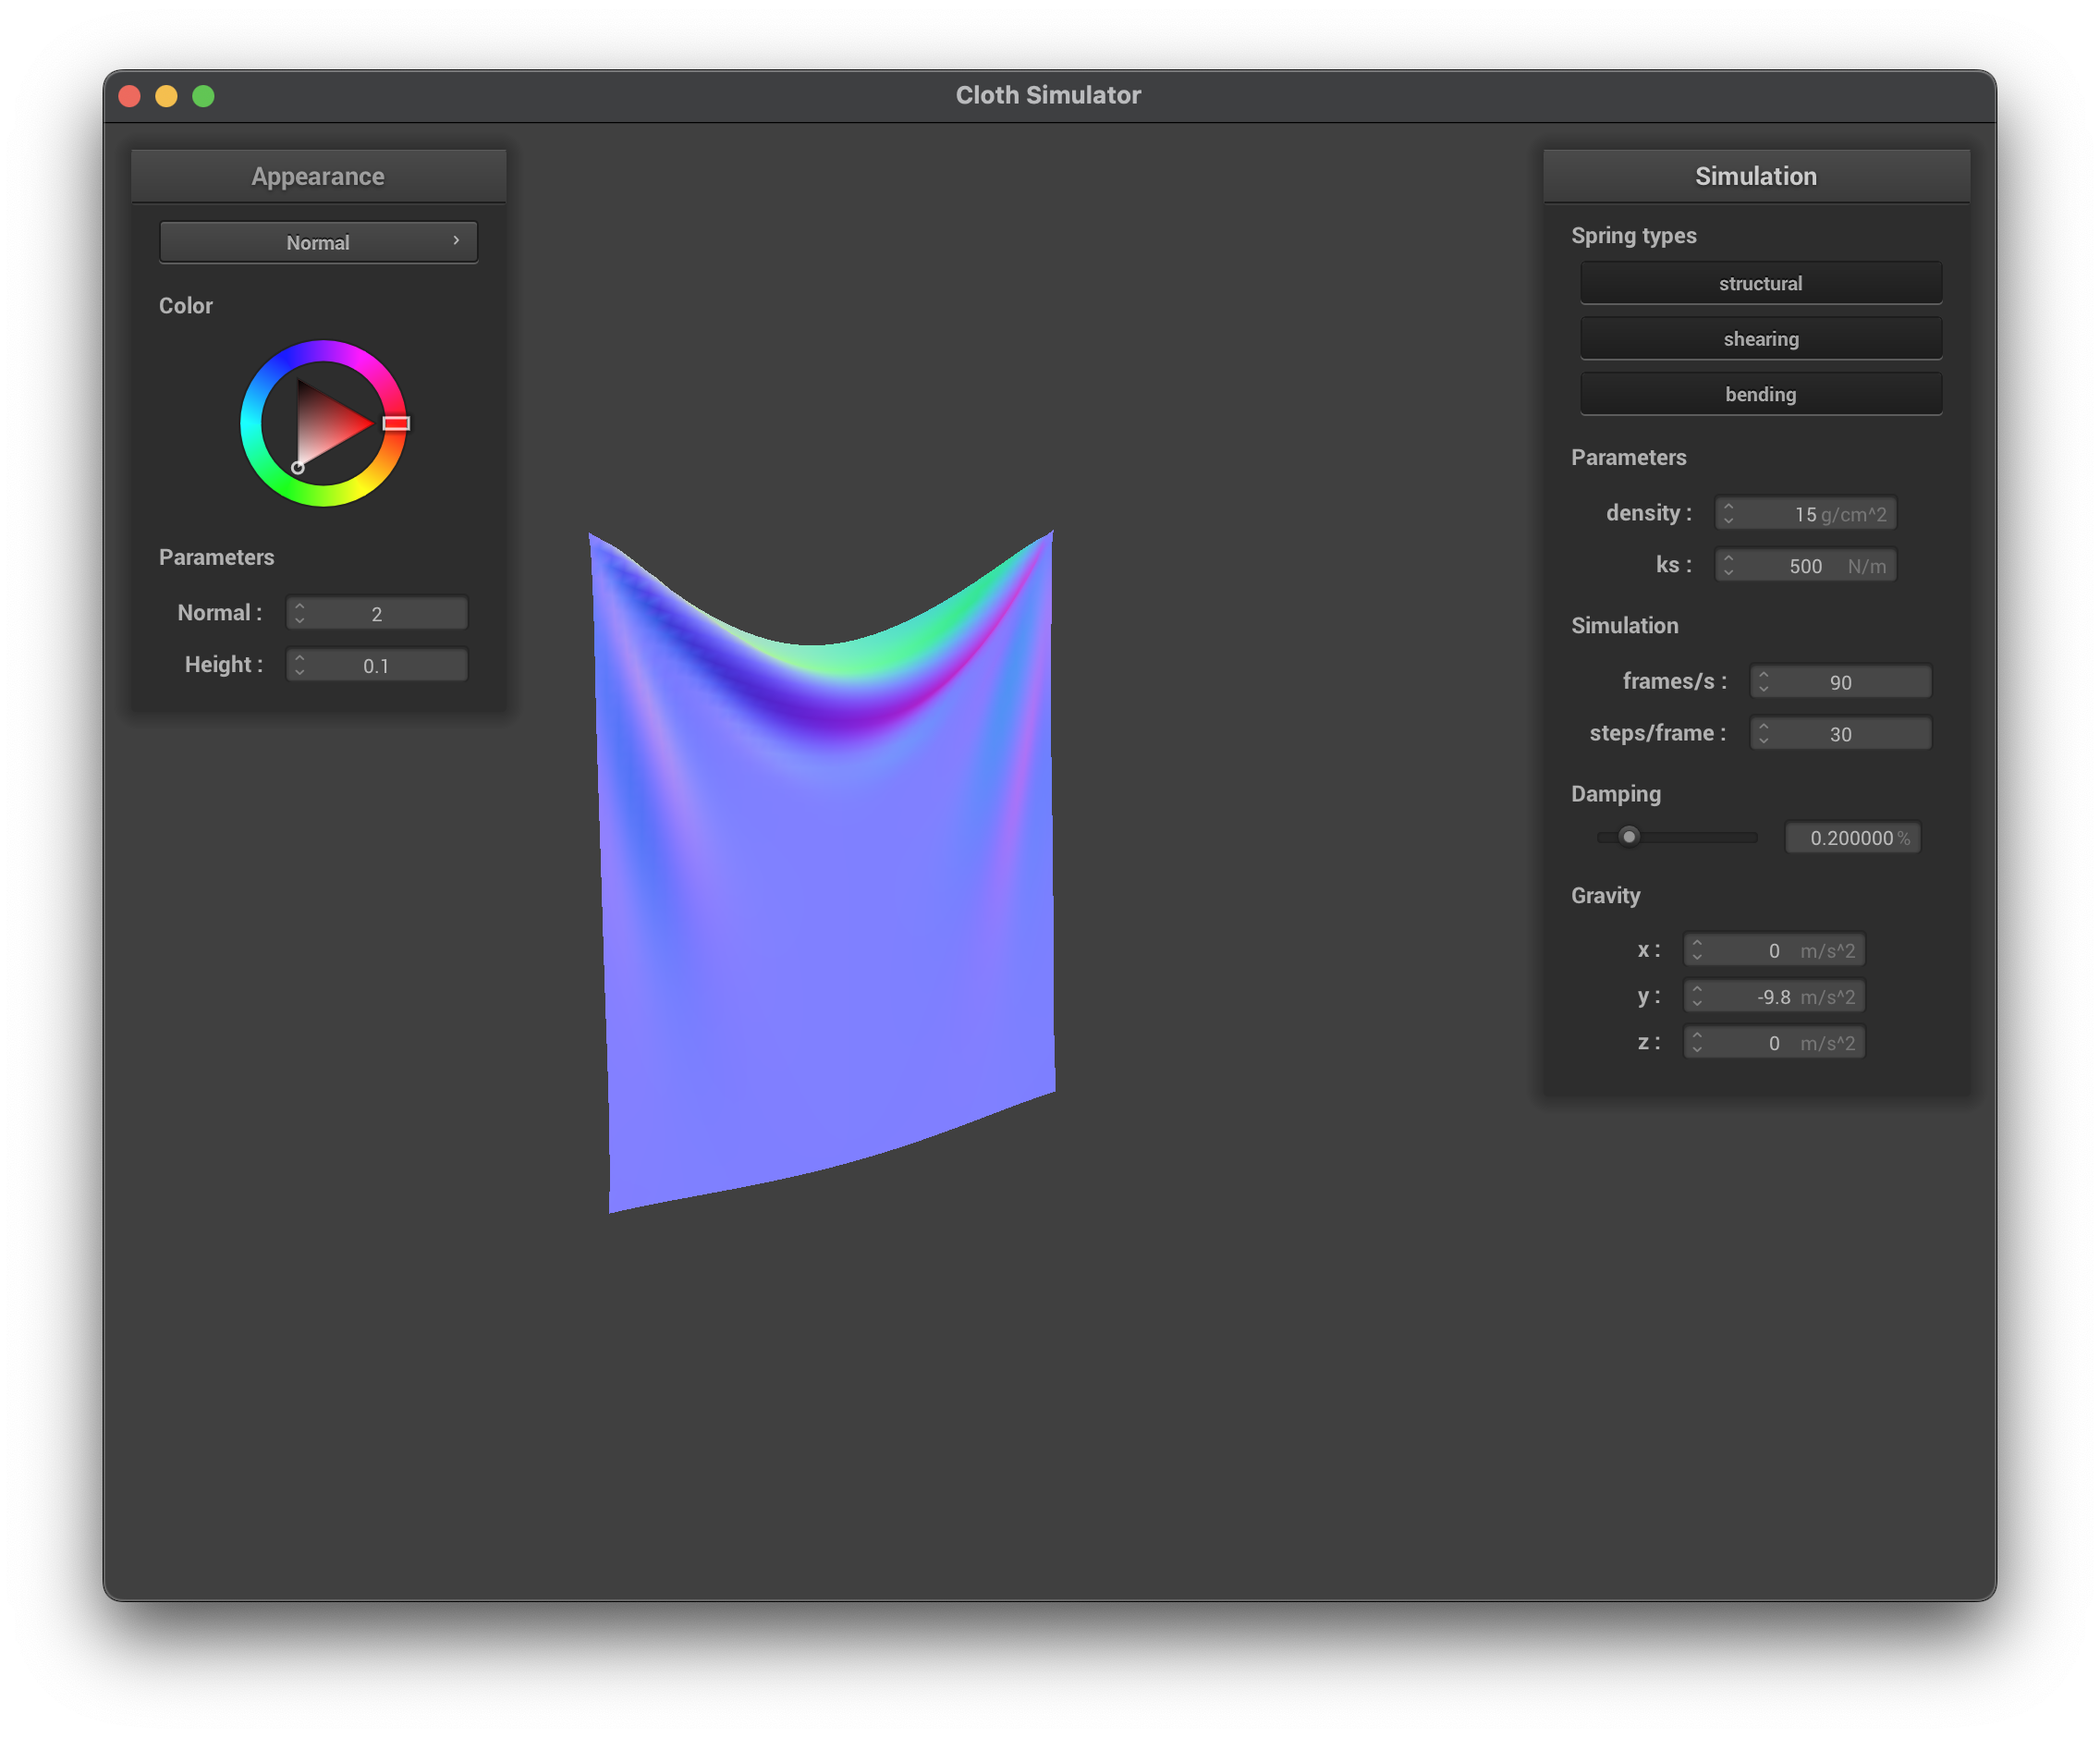 Cloth Simulator
Appearance
Normal
Color
Parameters
Normal : 2
Height : 0.1
Simulation
Spring types
structural
shearing
bending
Parameters
density : 15 g/cm^2
ks : 500 N/m
Simulation
frames/s : 90
steps/frame : 30
Damping
0.200000 %
Gravity
x : 0 m/s^2
y : -9.8 m/s^2
z : 0 m/s^2